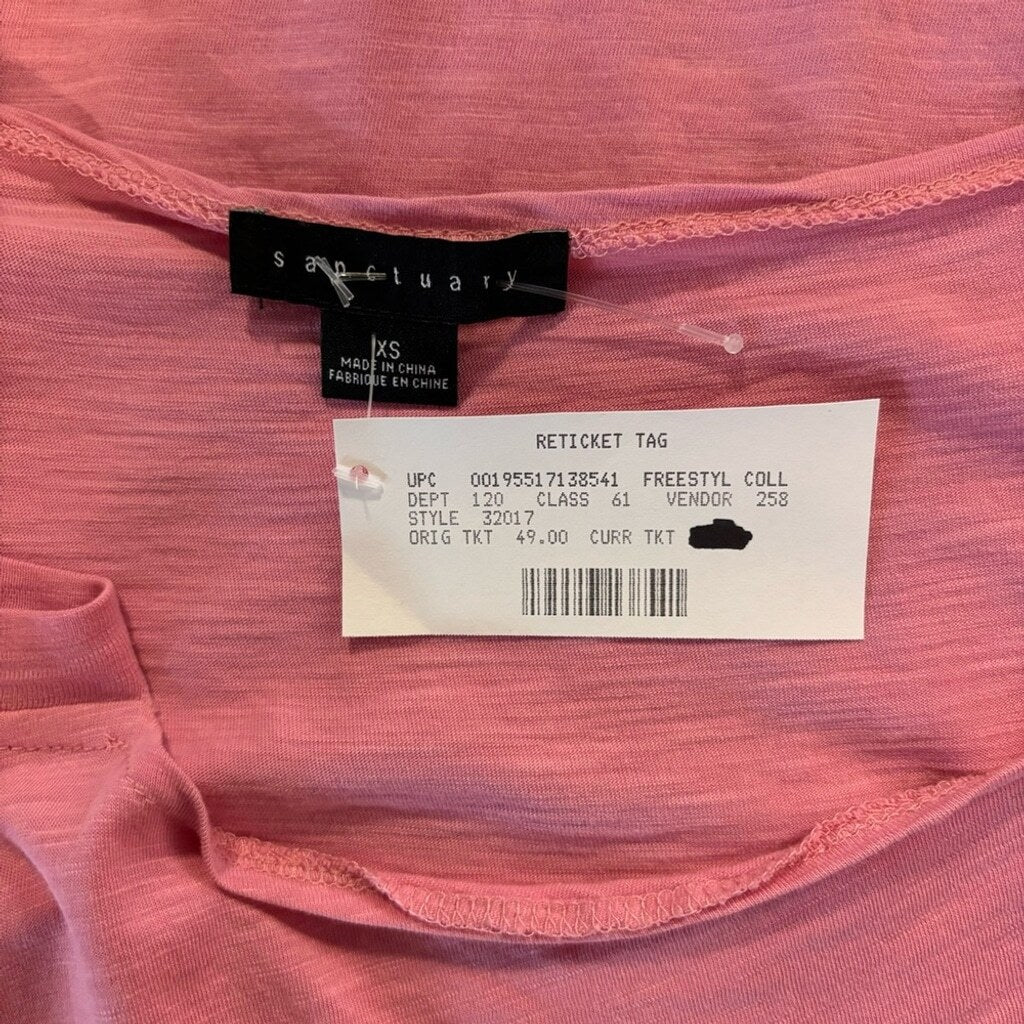 sanctuary
XS
MADE IN CHINA
FABRIQUE EN CHINE
RETICKET TAG
UPC 00195517138541 FREESTYL COLL
DEPT 120 CLASS 61 VENDOR 258
STYLE 32017
ORIG TKT 49.00 CURR TKT